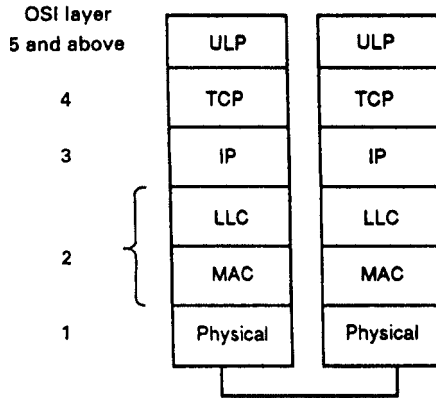 OSI layer
5 and above
ULP
ULP
4
TCP
TCP
3
IP
IP
2
LLC
LLC
MAC
MAC
1
Physical
Physical